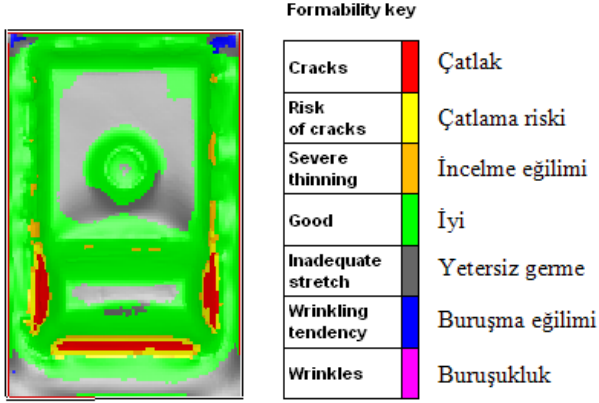 Formability key
Cracks
Çatlak
Risk
of cracks
Çatlama riski
Severe
thinning
İncelme eğilimi
Good
İyi
Inadequate
stretch
Yetersiz germe
Wrinkling
tendency
Buruşma eğilimi
Wrinkles
Buruşukluk